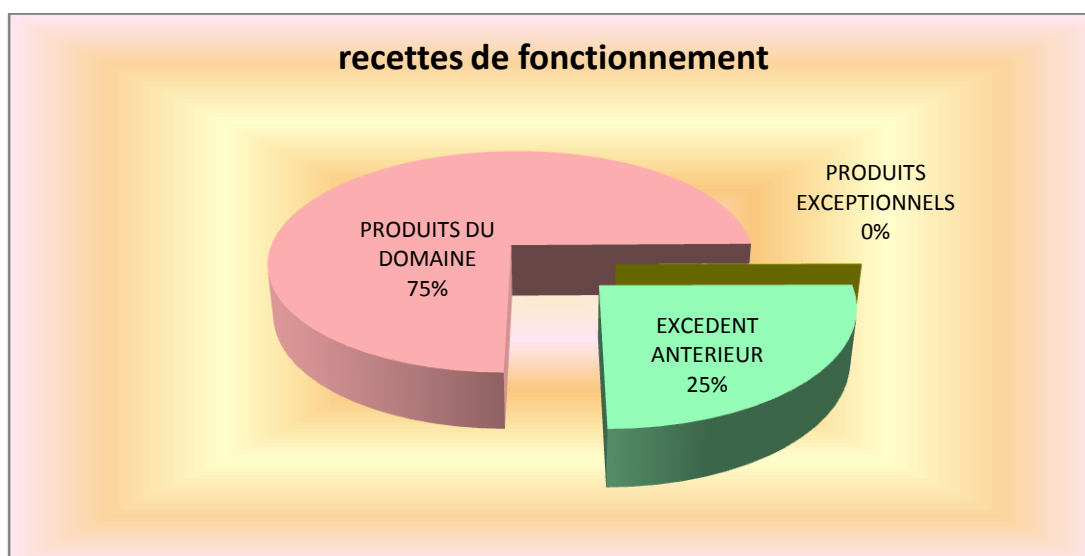 recettes de fonctionnement
PRODUITS DU
DOMAINE
75%
PRODUITS
EXCEPTIONNELS
0%
EXCEDENT
ANTERIEUR
25%